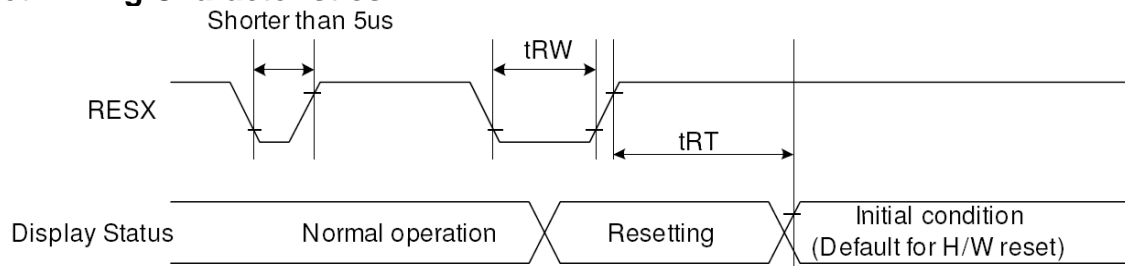 Shorter than 5us
tRW
RESX
tRT
Display Status
Normal operation
Resetting
Initial condition
(Default for H/W reset)